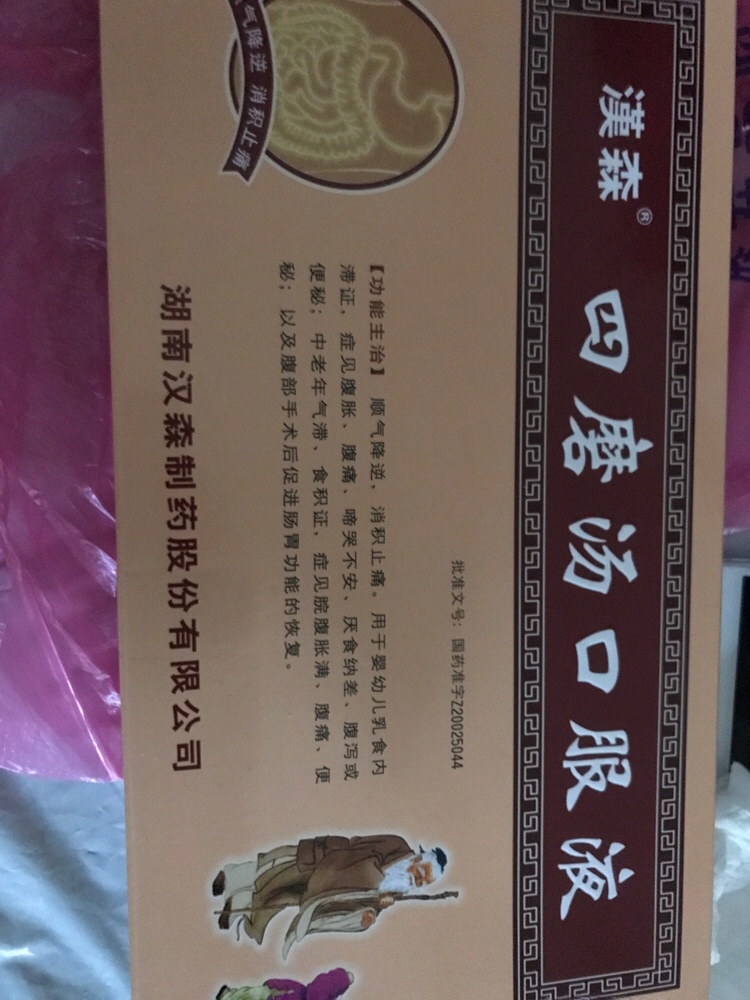 漢森®
四磨汤口服液
批准文号：国药准字Z20025044
【功能主治】 顺气降逆，消积止痛。用于婴幼儿乳食内
滞证，症见腹胀、腹痛、啼哭不安、厌食纳差、腹泻或
便秘；中老年气滞、食积证，症见脘腹胀满、腹痛、便
秘；以及腹部手术后促进肠胃功能的恢复。
气降逆 消积止痛
湖南汉森制药股份有限公司